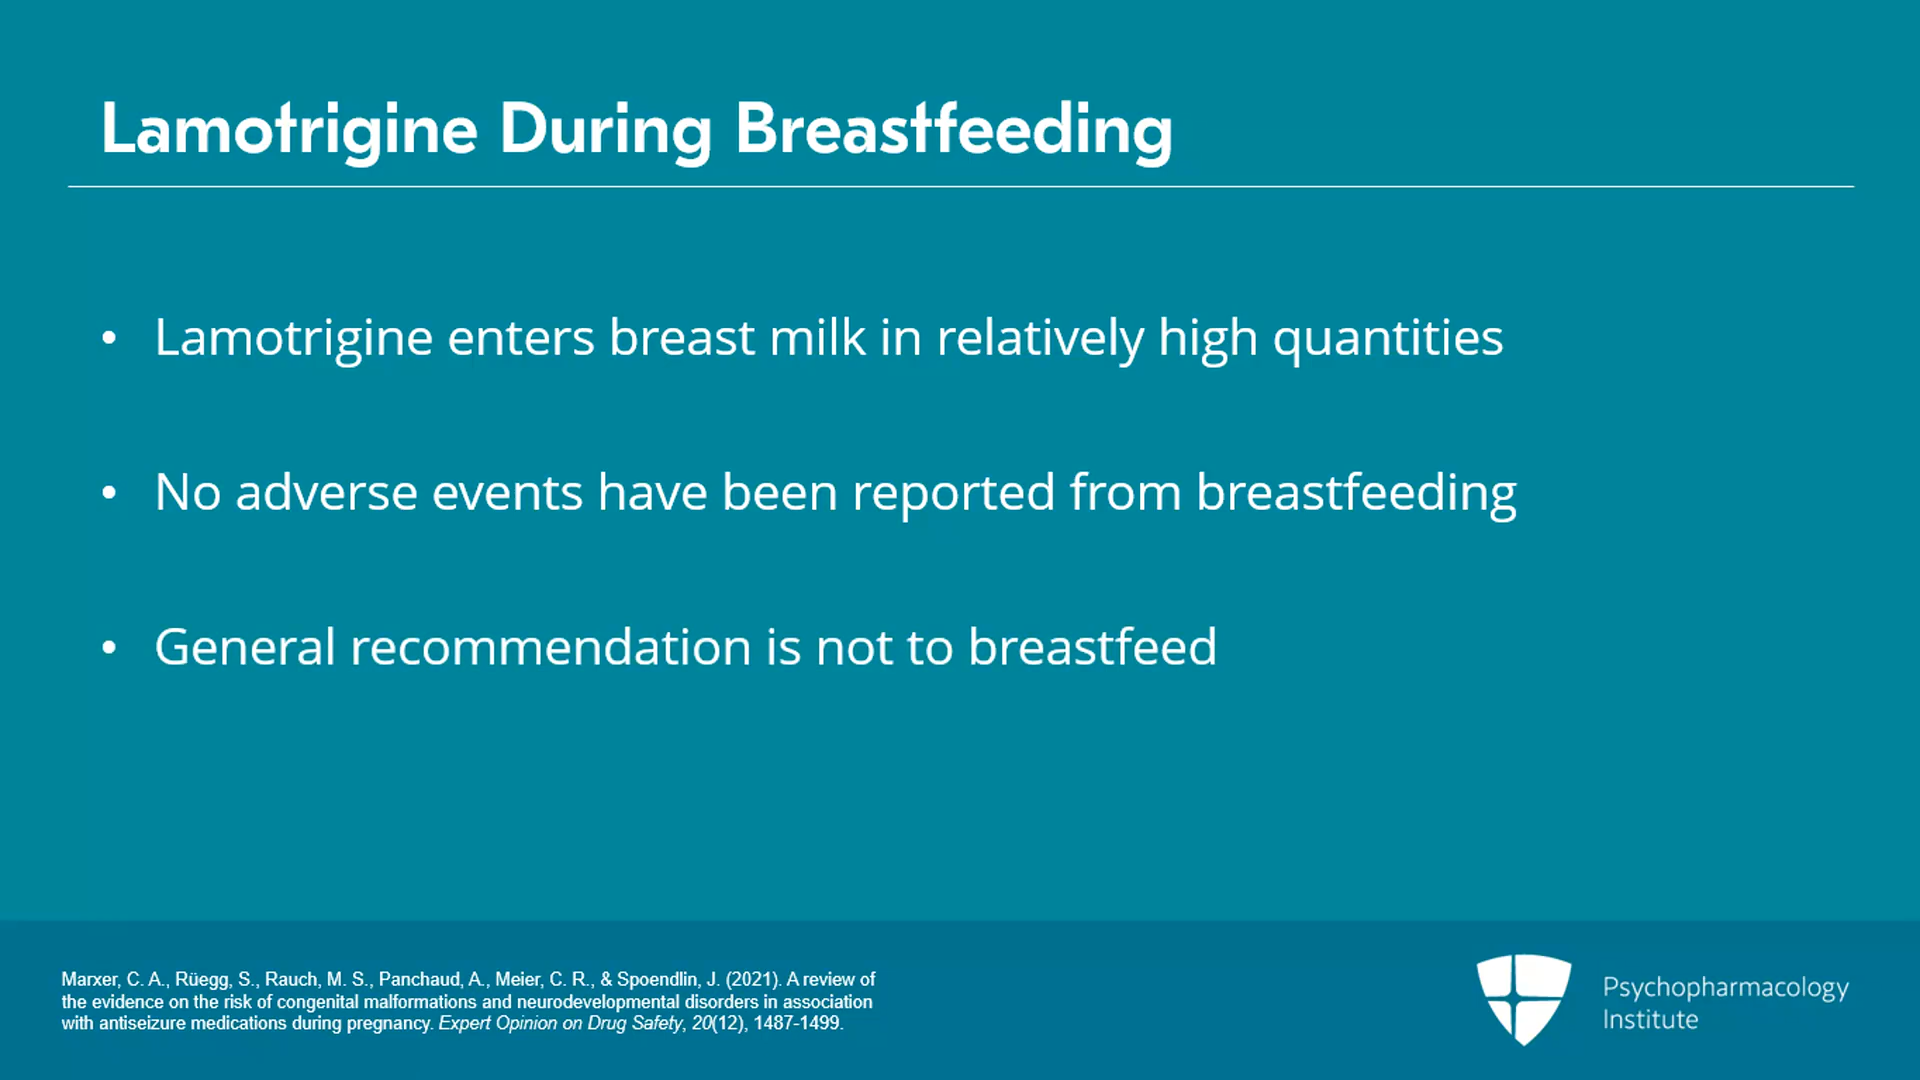 Lamotrigine During Breastfeeding
• Lamotrigine enters breast milk in relatively high quantities
• No adverse events have been reported from breastfeeding
• General recommendation is not to breastfeed
Marxer, C. A., Rüegg, S., Rauch, M. S., Panchaud, A., Meier, C. R., & Spoendlin, J. (2021). A review of
the evidence on the risk of congenital malformations and neurodevelopmental disorders in association
with antiseizure medications during pregnancy. Expert Opinion on Drug Safety, 20(12), 1487-1499.
Psychopharmacology
Institute